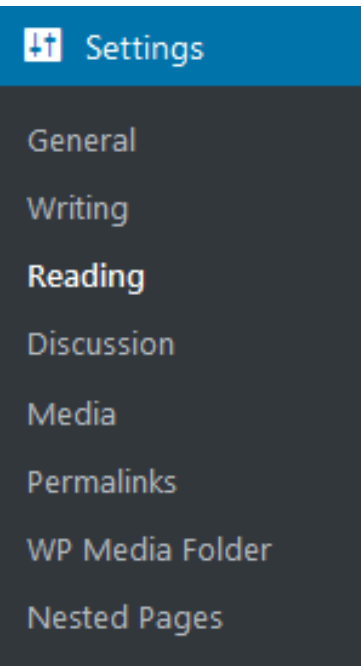 Settings
General
Writing
Reading
Discussion
Media
Permalinks
WP Media Folder
Nested Pages